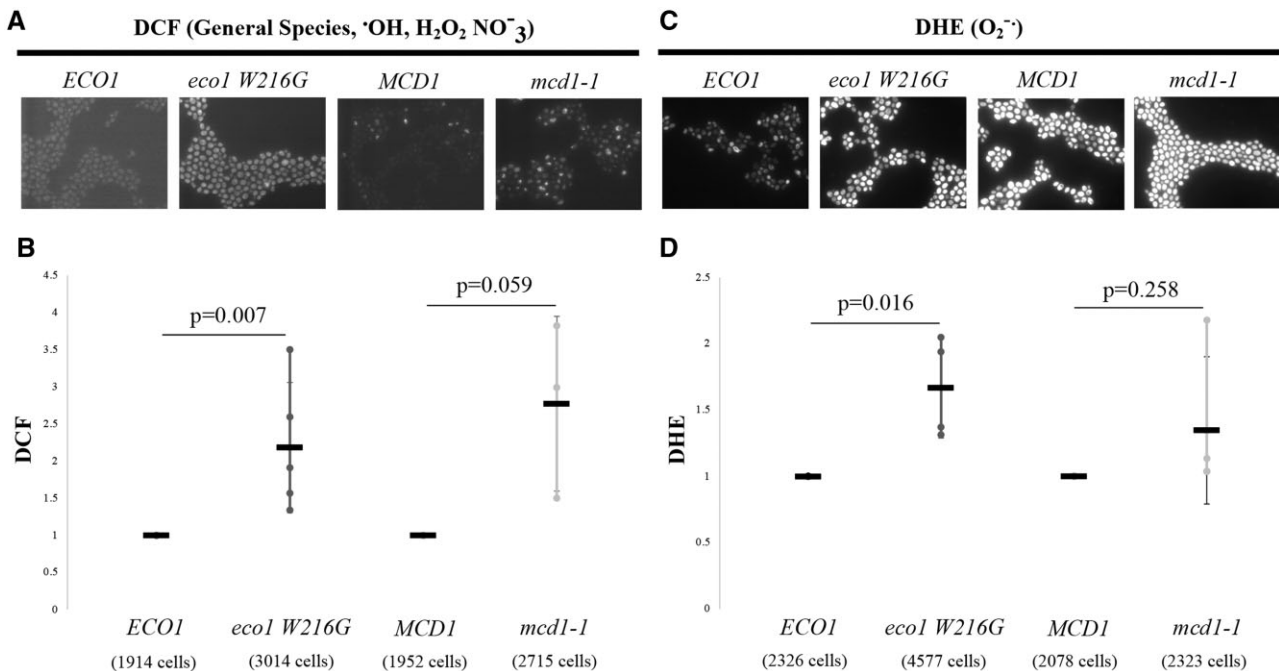 A
DCF (General Species, ˙OH, H₂O₂ NO⁻₃)
ECO1 eco1 W216G MCD1 mcd1-1
B
DCF
4.5
4
3.5
3
2.5
2
1.5
1
0.5
0
p=0.007
p=0.059
ECO1 eco1 W216G MCD1 mcd1-1
(1914 cells) (3014 cells) (1952 cells) (2715 cells)
C
DHE (O₂⁻·)
ECO1 eco1 W216G MCD1 mcd1-1
D
DHE
2.5
2
1.5
1
0.5
0
p=0.016
p=0.258
ECO1 eco1 W216G MCD1 mcd1-1
(2326 cells) (4577 cells) (2078 cells) (2323 cells)